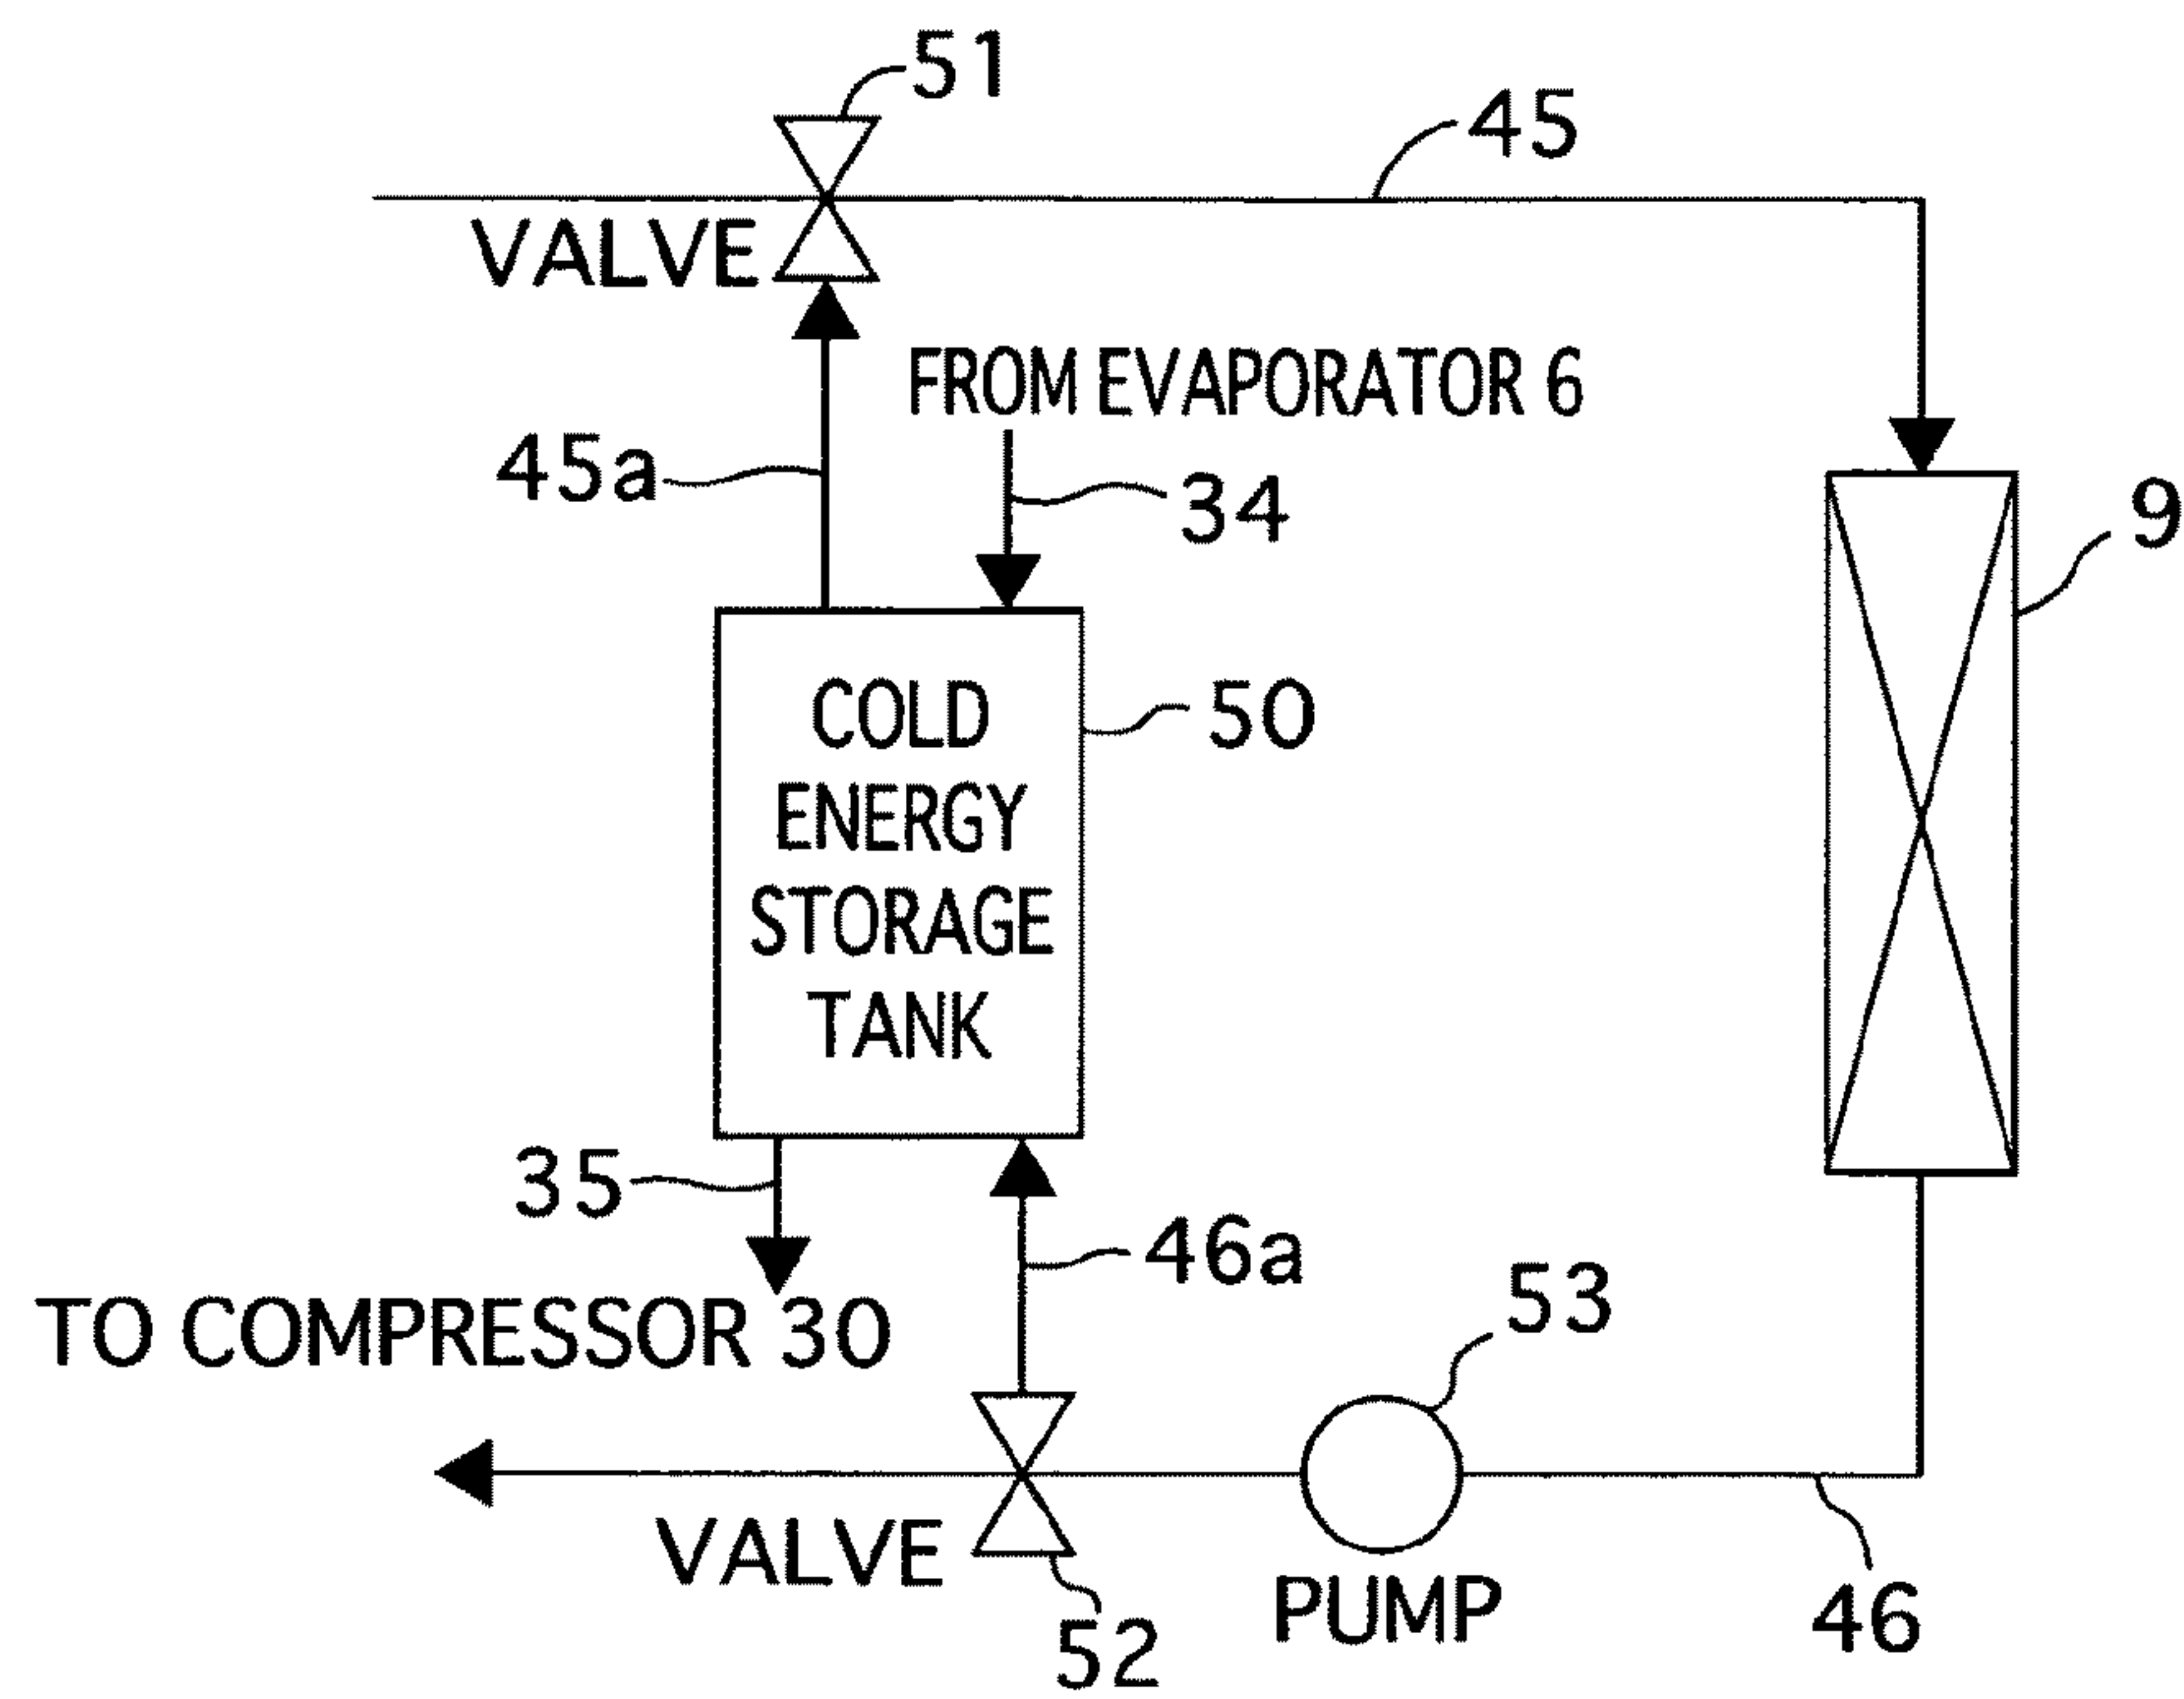 51
45
VALVE
FROM EVAPORATOR 6
45a
34
9
COLD
ENERGY
STORAGE
TANK
50
35
46a
53
TO COMPRESSOR 30
VALVE
PUMP
52
46